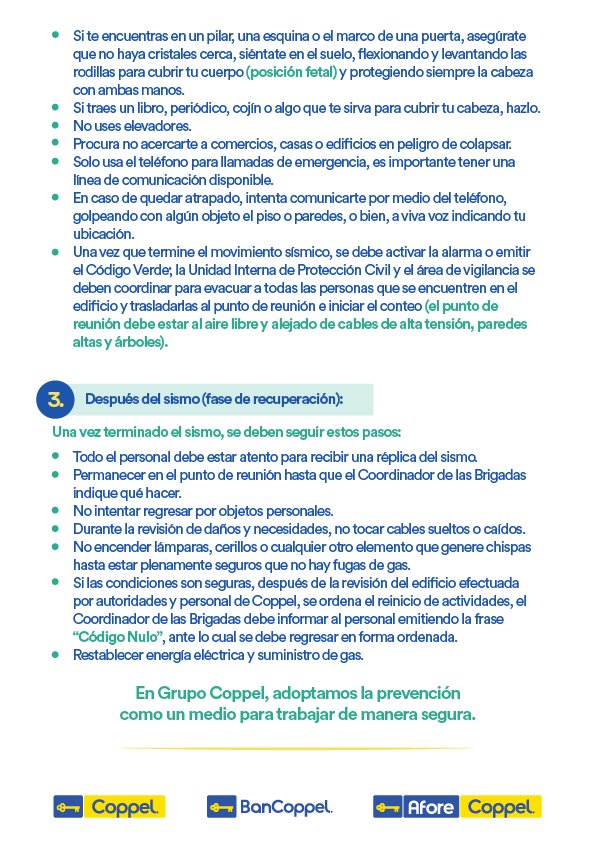 Si te encuentras en un pilar, una esquina o el marco de una puerta, asegúrate
que no haya cristales cerca, siéntate en el suelo, flexionando y levantando las
rodillas para cubrir tu cuerpo (posición fetal) y protegiendo siempre la cabeza
con ambas manos.
Si traes un libro, periódico, cojín o algo que te sirva para cubrir tu cabeza, hazlo.
No uses elevadores.
Procura no acercarte a comercios, casas o edificios en peligro de colapsar.
Solo usa el teléfono para llamadas de emergencia, es importante tener una
línea de comunicación disponible.
En caso de quedar atrapado, intenta comunicarte por medio del teléfono,
golpeando con algún objeto el piso o paredes, o bien, a viva voz indicando tu
ubicación.
Una vez que termine el movimiento sísmico, se debe activar la alarma o emitir
el Código Verde; la Unidad Interna de Protección Civil y el área de vigilancia se
deben coordinar para evacuar a todas las personas que se encuentren en el
edificio y trasladarlas al punto de reunión e iniciar el conteo (el punto de
reunión debe estar al aire libre y alejado de cables de alta tensión, paredes
altas y árboles).
3. Después del sismo (fase de recuperación):
Una vez terminado el sismo, se deben seguir estos pasos:
Todo el personal debe estar atento para recibir una réplica del sismo.
Permanecer en el punto de reunión hasta que el Coordinador de las Brigadas
indique qué hacer.
No intentar regresar por objetos personales.
Durante la revisión de daños y necesidades, no tocar cables sueltos o caídos.
No encender lámparas, cerillos o cualquier otro elemento que genere chispas
hasta estar plenamente seguros que no hay fugas de gas.
Si las condiciones son seguras, después de la revisión del edificio efectuada
por autoridades y personal de Coppel, se ordena el reinicio de actividades, el
Coordinador de las Brigadas debe informar al personal emitiendo la frase
“Código Nulo”, ante lo cual se debe regresar en forma ordenada.
Restablecer energía eléctrica y suministro de gas.
En Grupo Coppel, adoptamos la prevención
como un medio para trabajar de manera segura.
Coppel. BanCoppel. Afore Coppel.